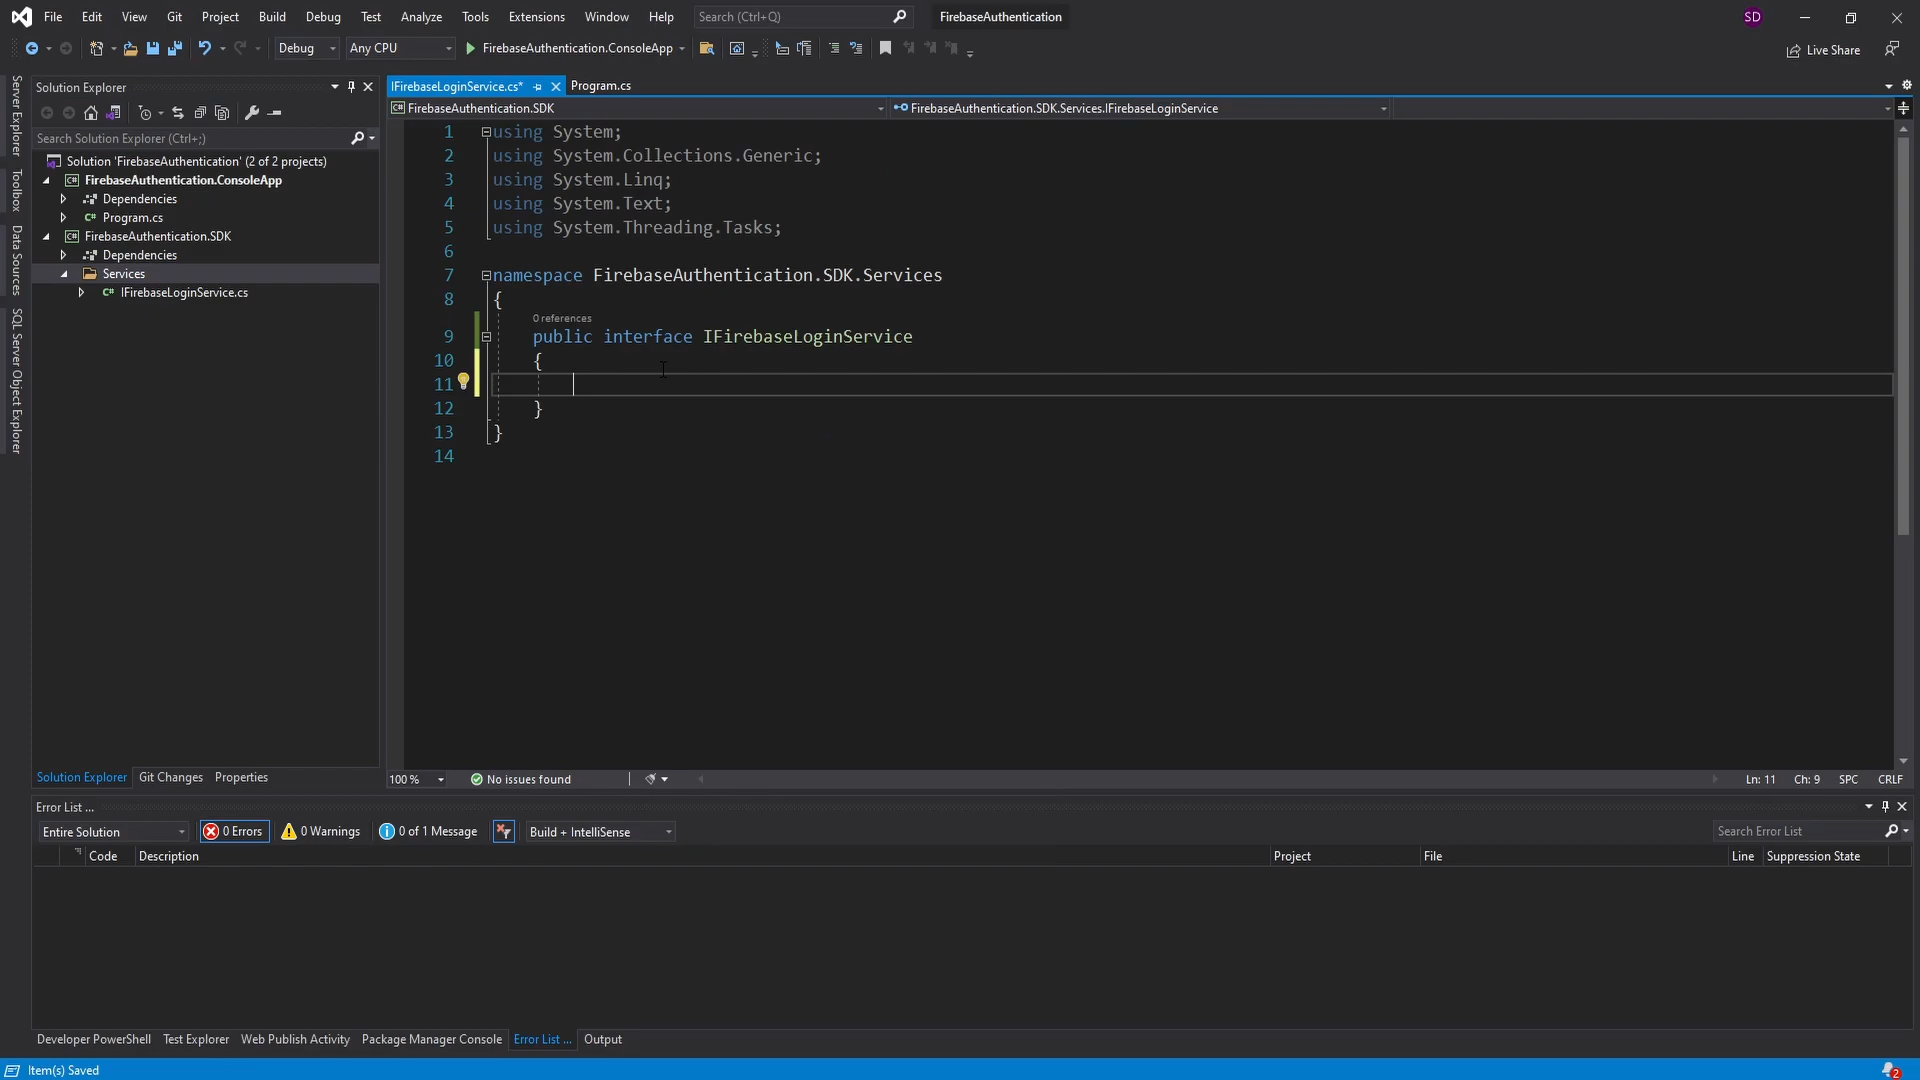 File Edit View Git Project Build Debug Test Analyze Tools Extensions Window Help Search (Ctrl+Q) FirebaseAuthentication SD
Debug Any CPU FirebaseAuthentication.ConsoleApp Live Share
Server Explorer
Toolbox
Data Sources
SQL Server Object Explorer
Solution Explorer
Search Solution Explorer (Ctrl+;)
Solution 'FirebaseAuthentication' (2 of 2 projects)
C# FirebaseAuthentication.ConsoleApp
Dependencies
C# Program.cs
C# FirebaseAuthentication.SDK
Dependencies
Services
C# IFirebaseLoginService.cs
Solution Explorer Git Changes Properties
IFirebaseLoginService.cs* Program.cs
C# FirebaseAuthentication.SDK FirebaseAuthentication.SDK.Services.IFirebaseLoginService
1 using System;
2 using System.Collections.Generic;
3 using System.Linq;
4 using System.Text;
5 using System.Threading.Tasks;
6
7 namespace FirebaseAuthentication.SDK.Services
8 {
0 references
9 public interface IFirebaseLoginService
10 {
11
12 }
13 }
14
100 % No issues found Ln: 11 Ch: 9 SPC CRLF
Error List ...
Entire Solution 0 Errors 0 Warnings 0 of 1 Message Build + IntelliSense Search Error List
Code Description Project File Line Suppression State
Developer PowerShell Test Explorer Web Publish Activity Package Manager Console Error List ... Output
Item(s) Saved 2